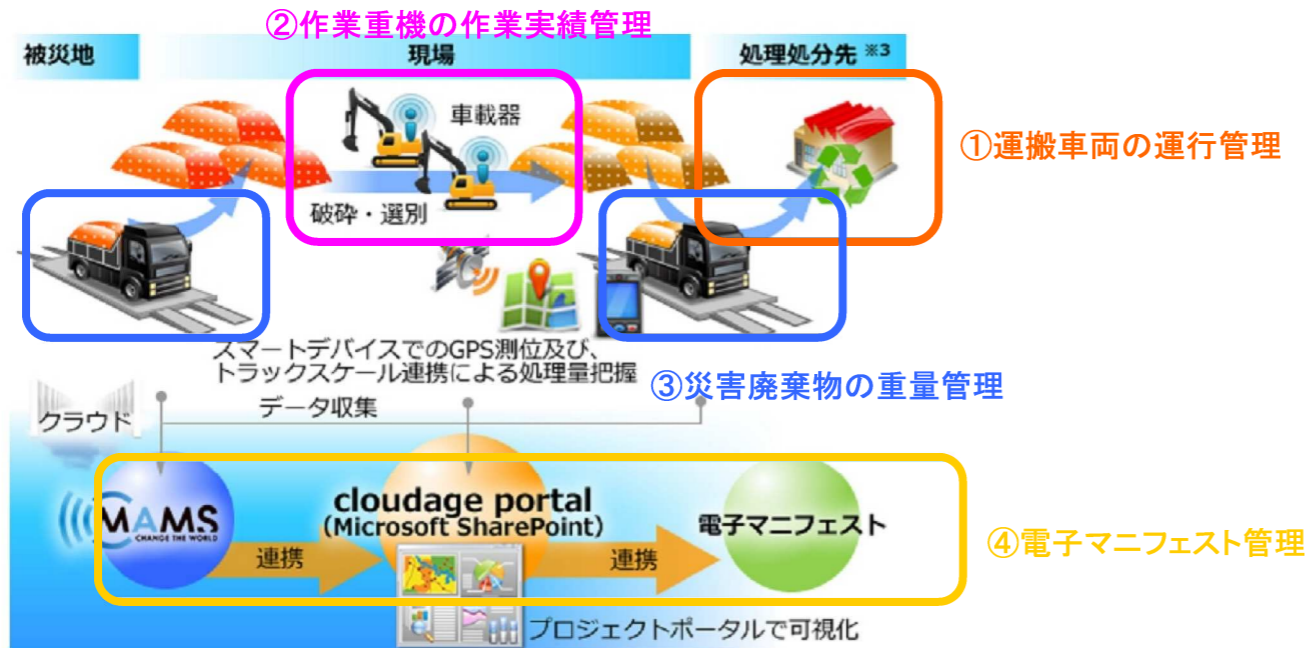 ②作業重機の作業実績管理
被災地
現場
処理処分先 ※3
車載器
①運搬車両の運行管理
破砕・選別
スマートデバイスでのGPS測位及び、
トラックスケール連携による処理量把握
③災害廃棄物の重量管理
クラウド
データ収集
MAMS
CHANGE THE WORLD
cloudage portal
(Microsoft SharePoint)
電子マニフェスト
④電子マニフェスト管理
連携
連携
プロジェクトポータルで可視化